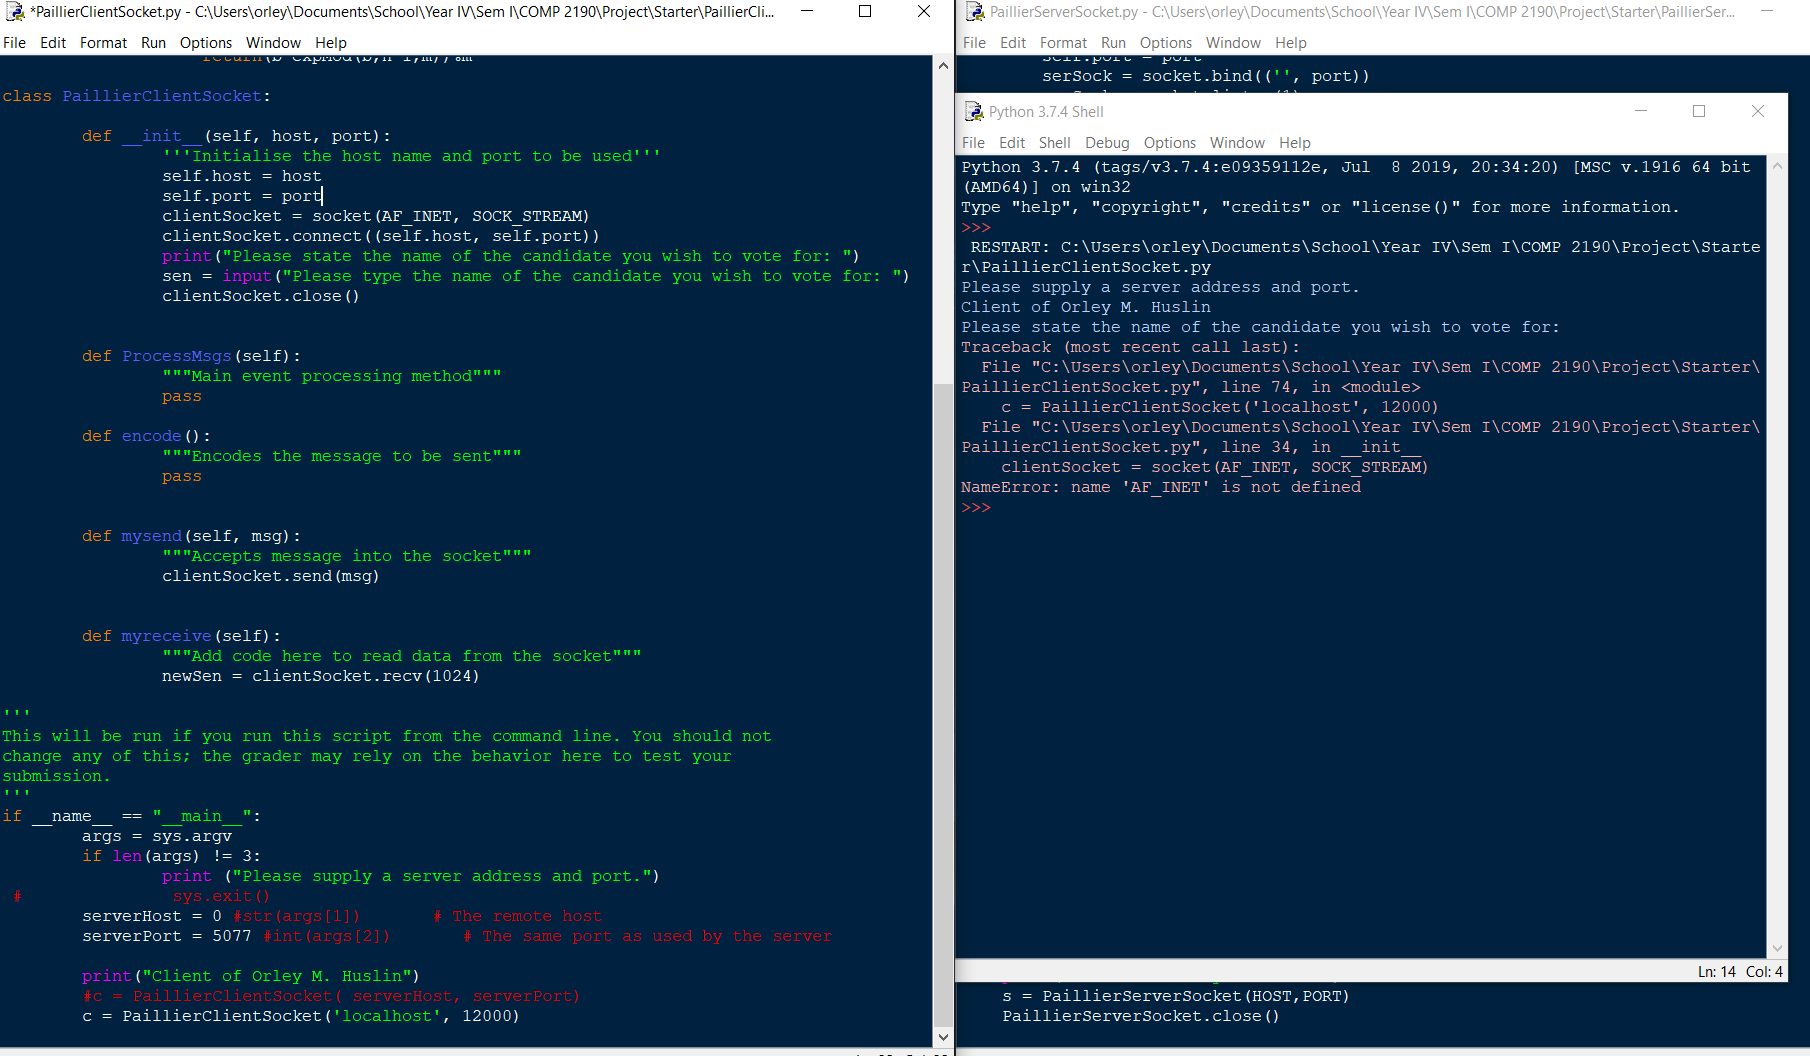 *PaillierClientSocket.py - C:\Users\orley\Documents\School\Year IV\Sem I\COMP 2190\Project\Starter\PaillierCli...
File Edit Format Run Options Window Help
class PaillierClientSocket:
def __init__(self, host, port):
'''Initialise the host name and port to be used'''
self.host = host
self.port = port
clientSocket = socket(AF_INET, SOCK_STREAM)
clientSocket.connect((self.host, self.port))
print("Please state the name of the candidate you wish to vote for: ")
sen = input("Please type the name of the candidate you wish to vote for: ")
clientSocket.close()
def ProcessMsgs(self):
"""Main event processing method"""
pass
def encode():
"""Encodes the message to be sent"""
pass
def mysend(self, msg):
"""Accepts message into the socket"""
clientSocket.send(msg)
def myreceive(self):
"""Add code here to read data from the socket"""
newSen = clientSocket.recv(1024)
'''
This will be run if you run this script from the command line. You should not
change any of this; the grader may rely on the behavior here to test your
submission.
'''
if __name__ == "__main__":
args = sys.argv
if len(args) != 3:
print ("Please supply a server address and port.")
# sys.exit()
serverHost = 0 #str(args[1]) # The remote host
serverPort = 5077 #int(args[2]) # The same port as used by the server
print("Client of Orley M. Huslin")
#c = PaillierClientSocket( serverHost, serverPort)
c = PaillierClientSocket('localhost', 12000)
PaillierServerSocket.py - C:\Users\orley\Documents\School\Year IV\Sem I\COMP 2190\Project\Starter\PaillierSer...
File Edit Format Run Options Window Help
self.port = port
serSock = socket.bind(('', port))
Python 3.7.4 Shell
File Edit Shell Debug Options Window Help
Python 3.7.4 (tags/v3.7.4:e09359112e, Jul  8 2019, 20:34:20) [MSC v.1916 64 bit
(AMD64)] on win32
Type "help", "copyright", "credits" or "license()" for more information.
>>>
RESTART: C:\Users\orley\Documents\School\Year IV\Sem I\COMP 2190\Project\Starte
r\PaillierClientSocket.py
Please supply a server address and port.
Client of Orley M. Huslin
Please state the name of the candidate you wish to vote for:
Traceback (most recent call last):
File "C:\Users\orley\Documents\School\Year IV\Sem I\COMP 2190\Project\Starter\
PaillierClientSocket.py", line 74, in <module>
c = PaillierClientSocket('localhost', 12000)
File "C:\Users\orley\Documents\School\Year IV\Sem I\COMP 2190\Project\Starter\
PaillierClientSocket.py", line 34, in __init__
clientSocket = socket(AF_INET, SOCK_STREAM)
NameError: name 'AF_INET' is not defined
>>>
Ln: 14 Col: 4
s = PaillierServerSocket(HOST,PORT)
PaillierServerSocket.close()